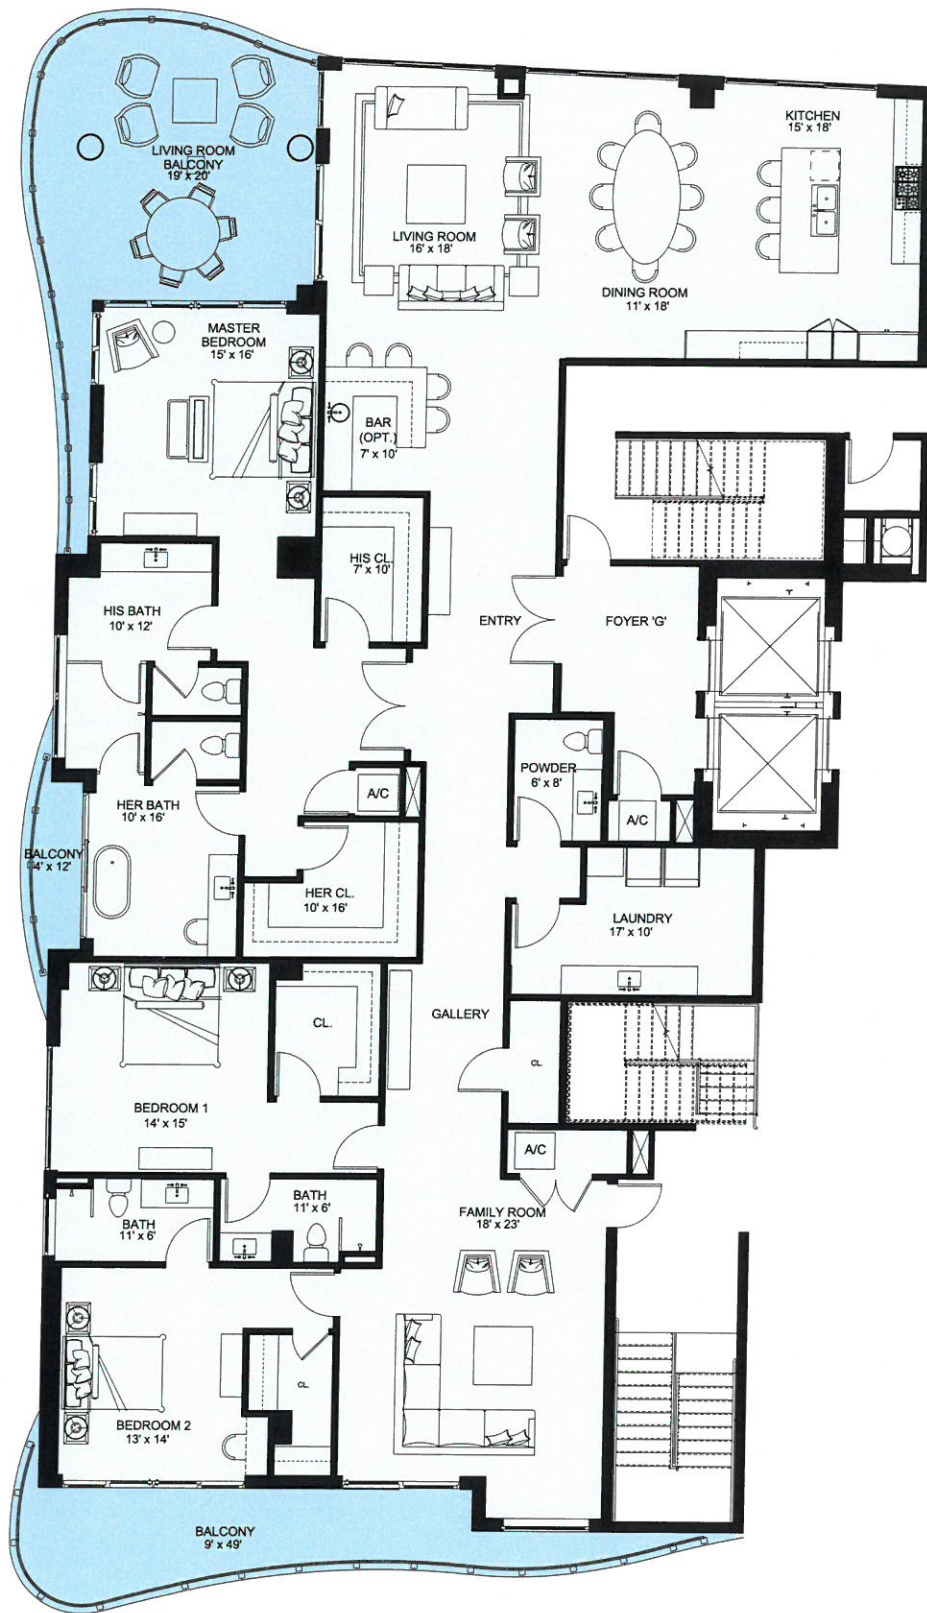 KITCHEN
15' x 18'
LIVING ROOM
BALCONY
19' x 20'
LIVING ROOM
16' x 18'
DINING ROOM
11' x 18'
MASTER
BEDROOM
15' x 16'
BAR
(OPT.)
7' x 10'
HIS CL.
7' x 10'
HIS BATH
10' x 12'
ENTRY
FOYER 'G'
POWDER
6' x 8'
A/C
A/C
HER BATH
10' x 16'
BALCONY
4' x 12'
HER CL.
10' x 16'
LAUNDRY
17' x 10'
GALLERY
CL.
CL
BEDROOM 1
14' x 15'
A/C
BATH
11' x 6'
BATH
11' x 6'
FAMILY ROOM
18' x 23'
CL.
BEDROOM 2
13' x 14'
BALCONY
9' x 49'